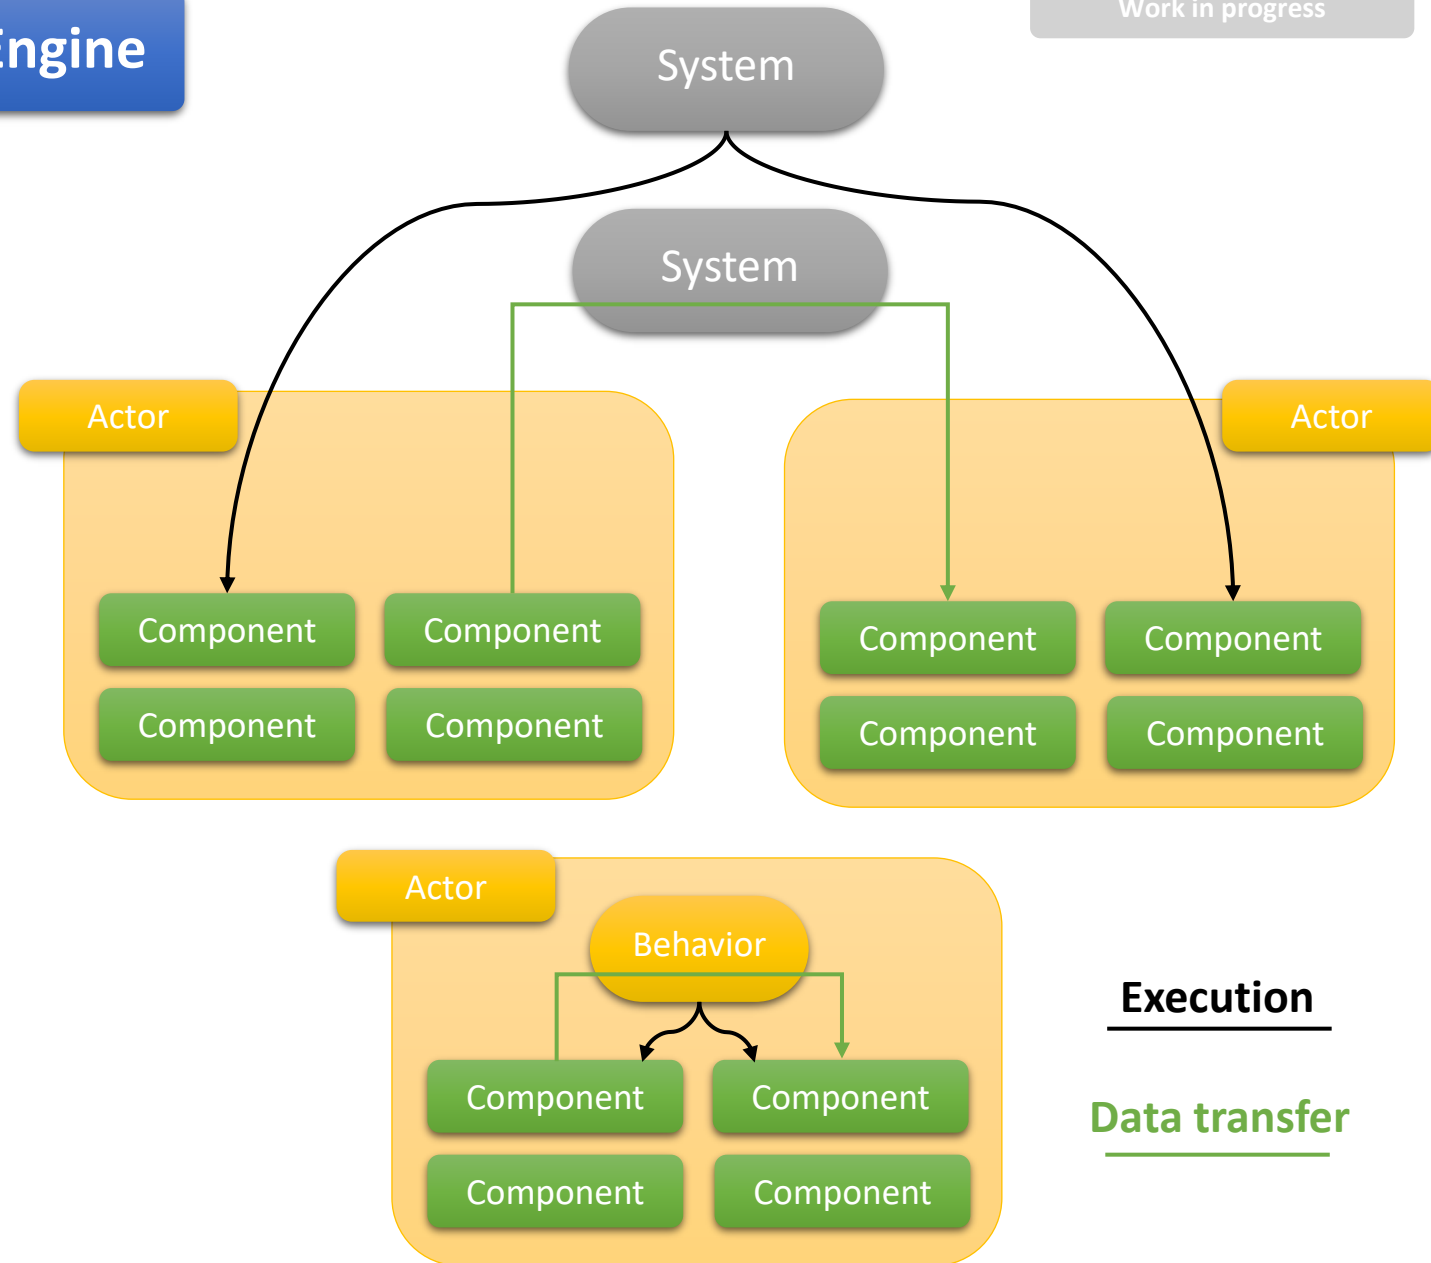 Engine
Work in progress
System
System
Actor
Actor
Component
Component
Component
Component
Component
Component
Component
Component
Actor
Behavior
Execution
Component
Component
Data transfer
Component
Component